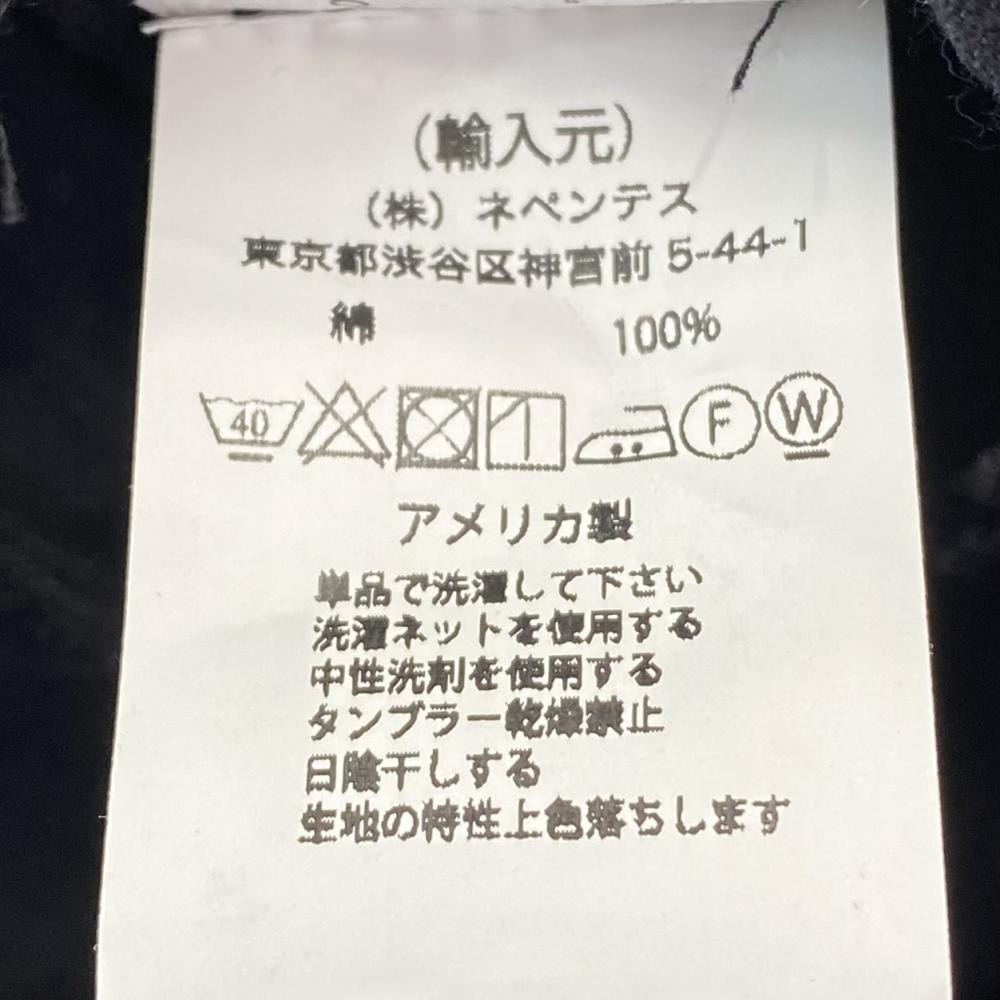 (輸入元)
(株) ネペンテス
東京都渋谷区神宮前 5-44-1
綿 100%
40 F W
アメリカ製
単品で洗濯して下さい
洗濯ネットを使用する
中性洗剤を使用する
タンブラー乾燥禁止
日陰干しする
生地の特性上色落ちします